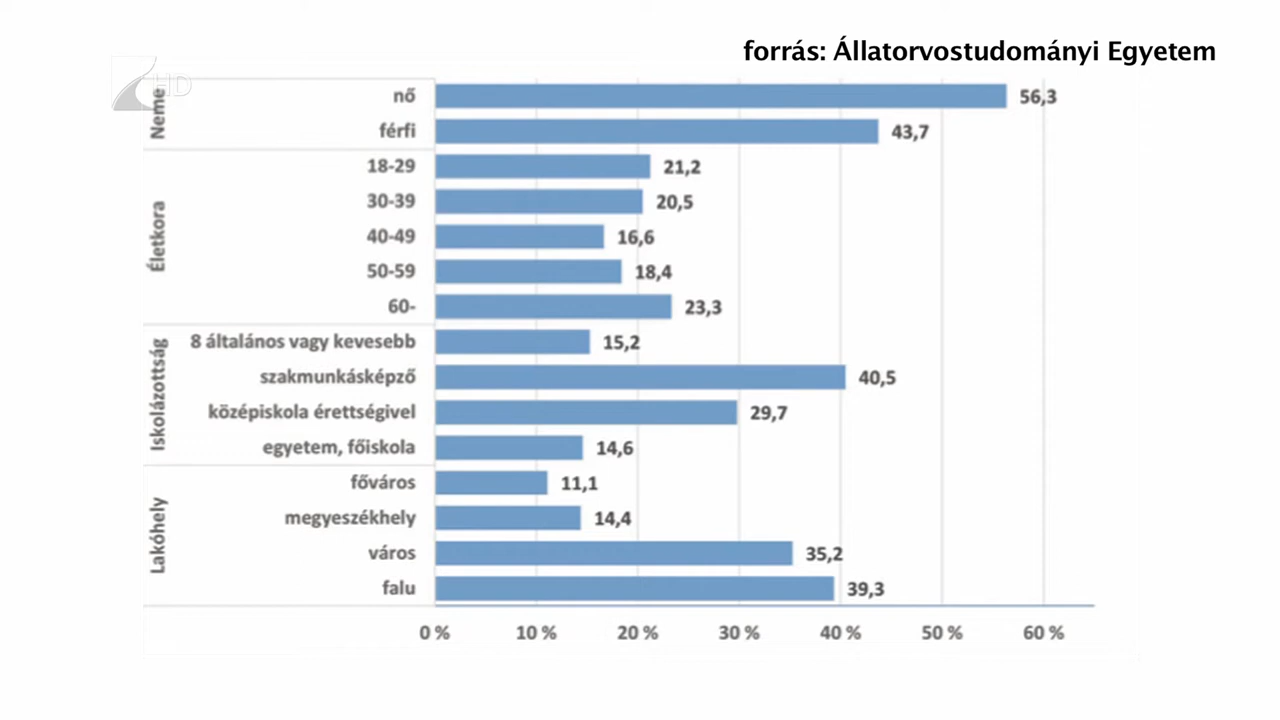 forrás: Állatorvostudományi Egyetem
HD
Neme
nő 56,3
férfi 43,7
Életkora
18-29 21,2
30-39 20,5
40-49 16,6
50-59 18,4
60- 23,3
Iskolázottság
8 általános vagy kevesebb 15,2
szakmunkásképző 40,5
középiskola érettségivel 29,7
egyetem, főiskola 14,6
Lakóhely
főváros 11,1
megyeszékhely 14,4
város 35,2
falu 39,3
0 % 10 % 20 % 30 % 40 % 50 % 60 %